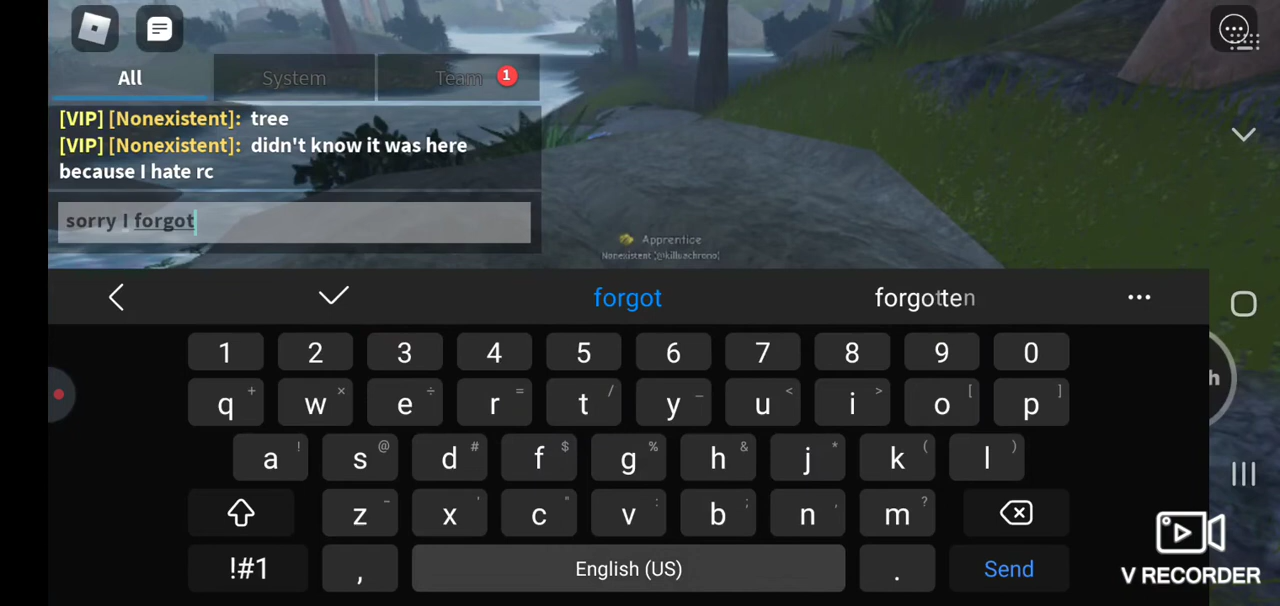 All System Team 1
[VIP] [Nonexistent]: tree
[VIP] [Nonexistent]: didn't know it was here
because I hate rc
sorry I forgot
Apprentice
Nonexistent
forgot forgotten ...
1 2 3 4 5 6 7 8 9 0
q + w × e ÷ r = t / y _ u < i > o [ p ]
h
a ! s @ d # f $ g % h & j * k ( l )
z - x ' c " v : b ; n , m ?
!#1 , English (US) . Send
V RECORDER